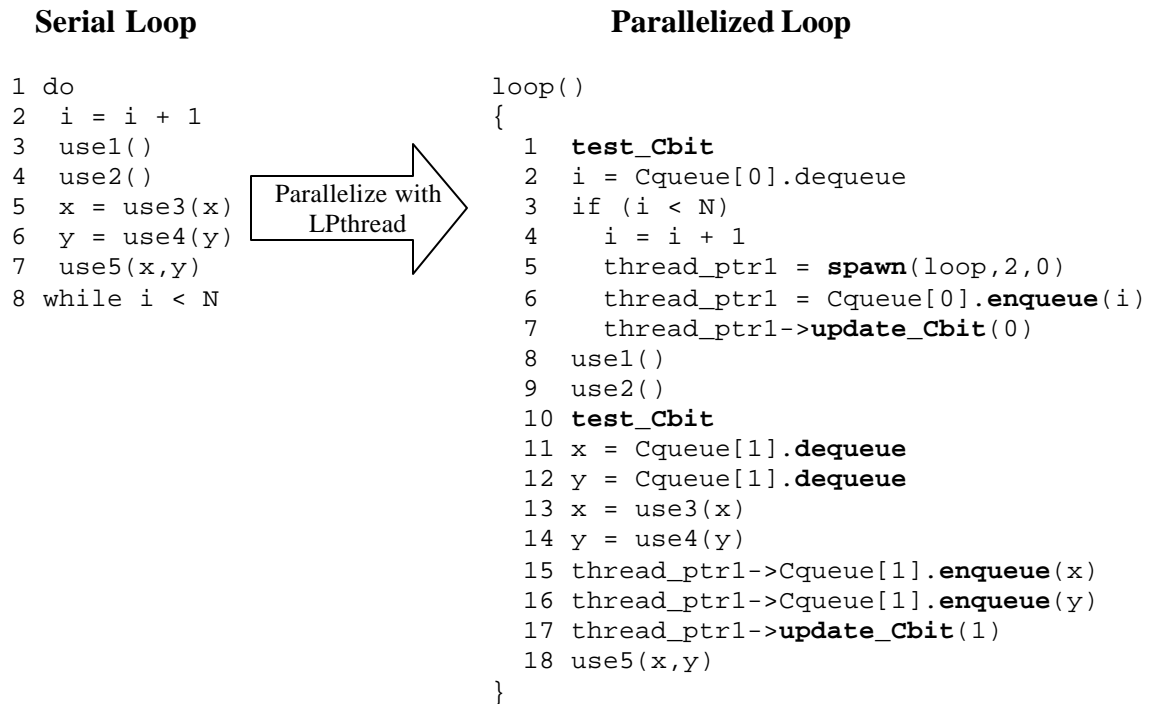 Serial Loop
1 do
2  i = i + 1
3  use1()
4  use2()
5  x = use3(x)
6  y = use4(y)
7  use5(x,y)
8 while i < N
Parallelize with
LPthread
Parallelized Loop
loop()
{
1  test_Cbit
2  i = Cqueue[0].dequeue
3  if (i < N)
4    i = i + 1
5    thread_ptr1 = spawn(loop,2,0)
6    thread_ptr1 = Cqueue[0].enqueue(i)
7    thread_ptr1->update_Cbit(0)
8  use1()
9  use2()
10 test_Cbit
11 x = Cqueue[1].dequeue
12 y = Cqueue[1].dequeue
13 x = use3(x)
14 y = use4(y)
15 thread_ptr1->Cqueue[1].enqueue(x)
16 thread_ptr1->Cqueue[1].enqueue(y)
17 thread_ptr1->update_Cbit(1)
18 use5(x,y)
}